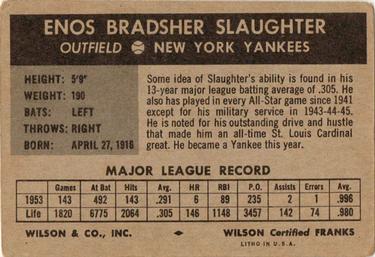 ENOS BRADSHER SLAUGHTER
OUTFIELD NEW YORK YANKEES
HEIGHT: 5'9"
WEIGHT: 190
BATS: LEFT
THROWS: RIGHT
BORN: APRIL 27, 1916
Some idea of Slaughter's ability is found in his
13-year major league batting average of .305. He
also has played in every All-Star game since 1941
except for his military service in 1943-44-45.
He is noted for his outstanding drive and hustle
that made him an all-time St. Louis Cardinal
great. He became a Yankee this year.
MAJOR LEAGUE RECORD
Games At Bat Hits Avg. HR RBI P.O. Assists Errors Avg.
1953 143 492 143 .291 6 89 235 2 1 .996
Life 1820 6775 2064 .305 146 1148 3457 142 74 .980
WILSON & CO., INC. WILSON Certified FRANKS
LITHO IN U.S.A.